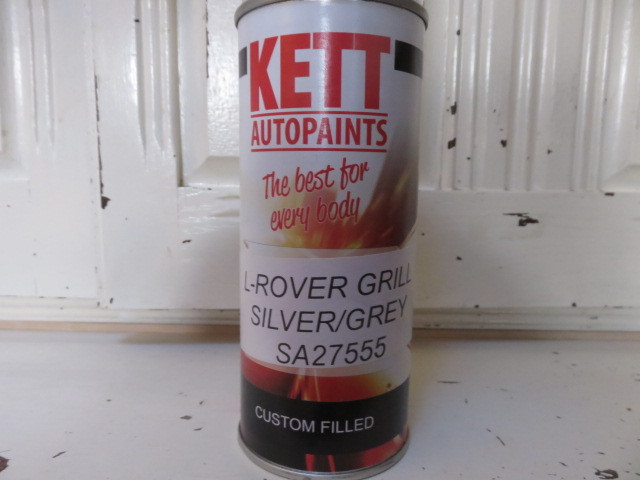 KETT
AUTOPAINTS
The best for
every body
L-ROVER GRILL
SILVER/GREY
SA27555
CUSTOM FILLED